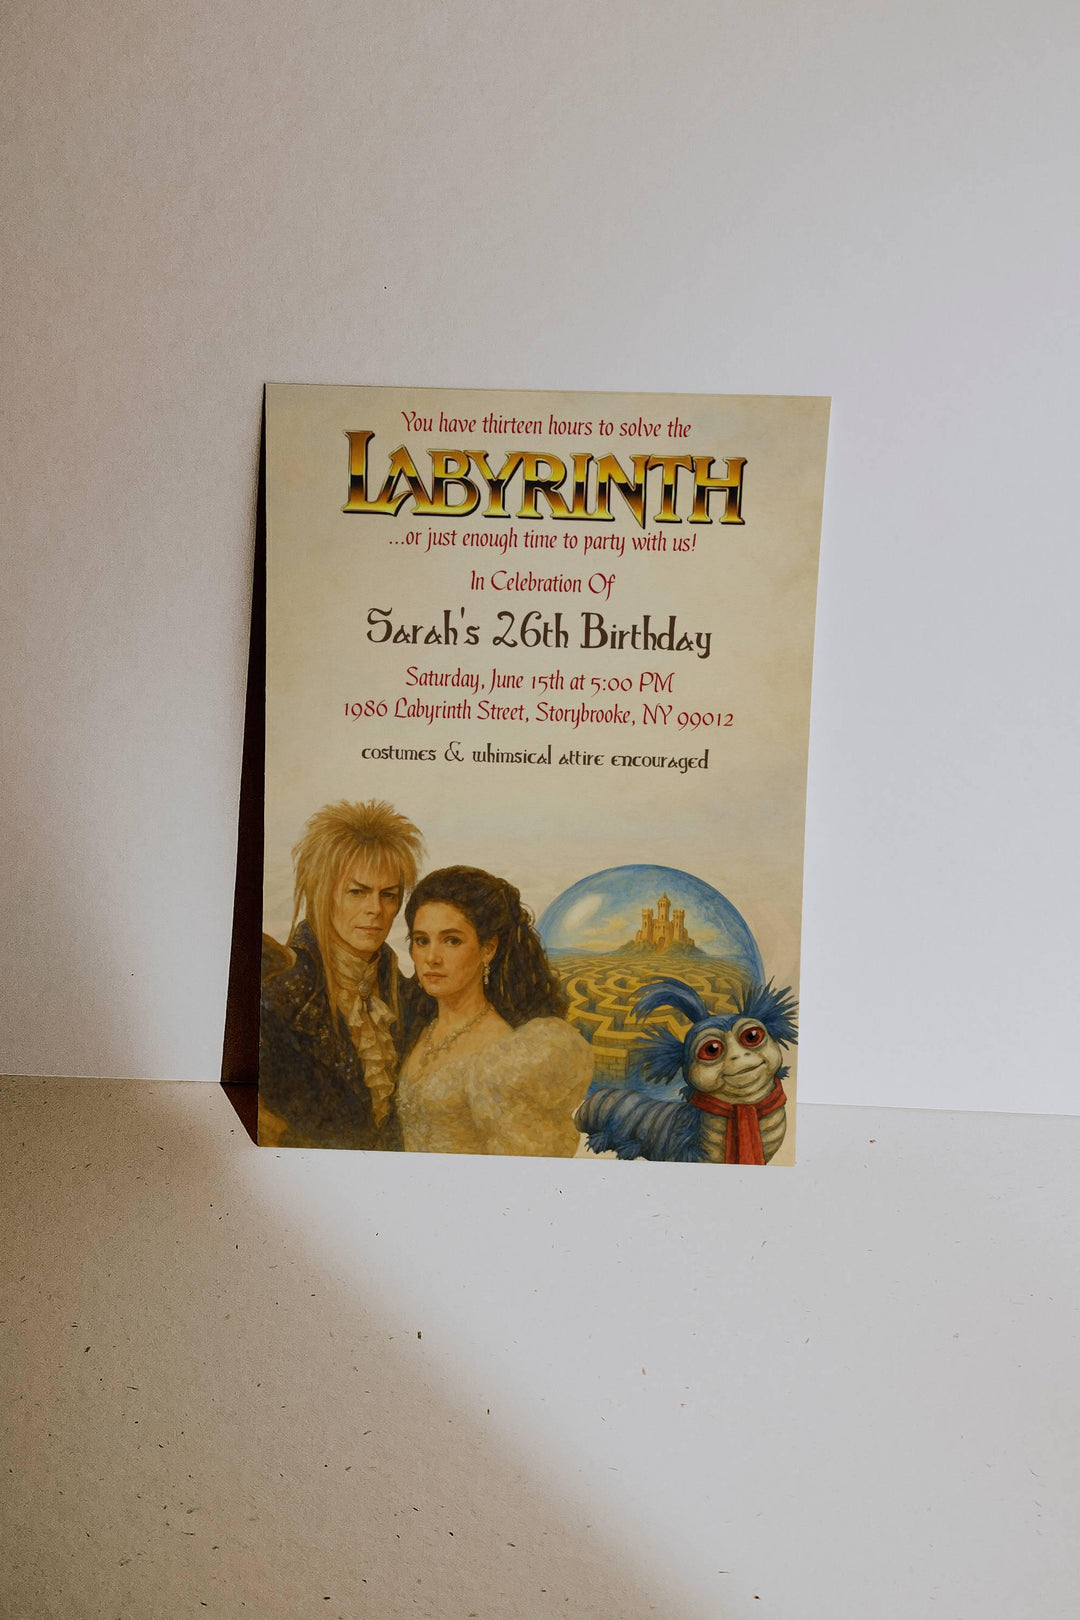 You have thirteen hours to solve the
LABYRINTH
...or just enough time to party with us!
In Celebration Of
Sarah's 26th Birthday
Saturday, June 15th at 5:00 PM
1986 Labyrinth Street, Storybrooke, NY 99012
costumes & whimsical attire encouraged